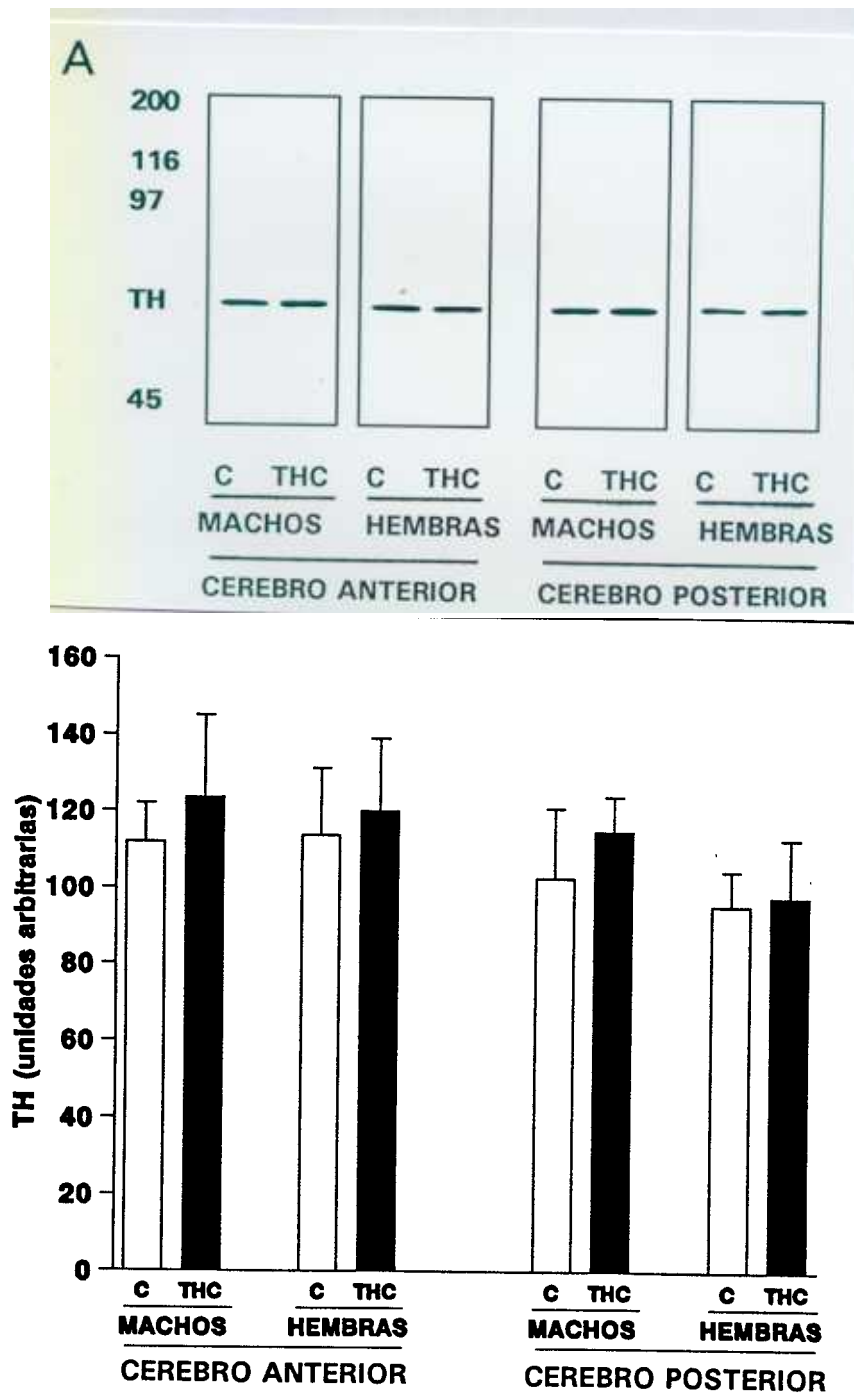 A
200
116
97
TH
45
C THC C THC C THC C THC
MACHOS HEMBRAS MACHOS HEMBRAS
CEREBRO ANTERIOR CEREBRO POSTERIOR
TH (unidades arbitrarias)
160
140
120
100
80
60
40
20
0
C THC C THC C THC C THC
MACHOS HEMBRAS MACHOS HEMBRAS
CEREBRO ANTERIOR CEREBRO POSTERIOR